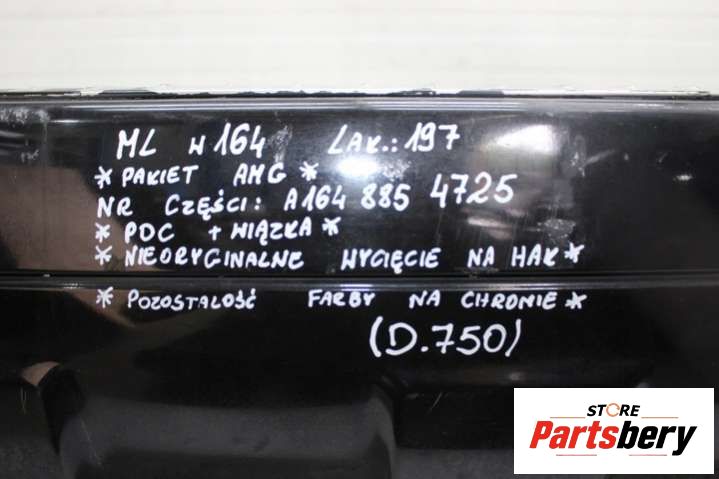 ML W164 LAK.: 197
* PAKIET AMG *
NR CZĘŚCI: A164 885 4725
* PDC + WIĄZKA *
* NIEORYGINALNE WYCIĘCIE NA HAK *
* POZOSTAŁOŚĆ FARBY NA CHROMIE *
(D.750)
STORE
Partsbery